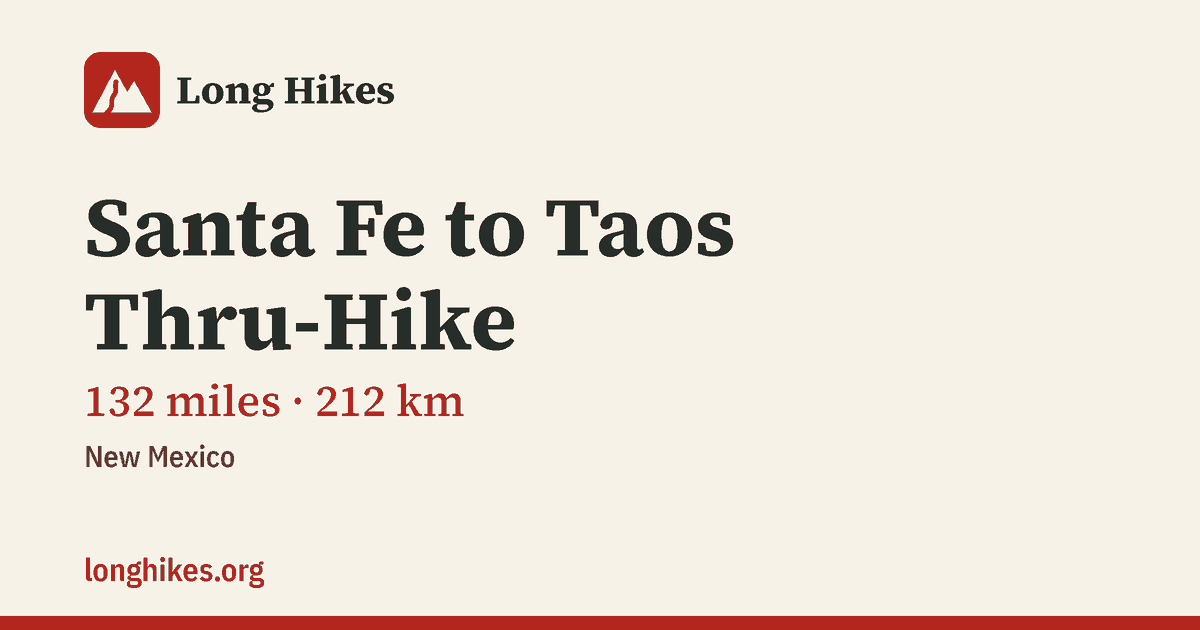 Long Hikes
Santa Fe to Taos
Thru-Hike
132 miles · 212 km
New Mexico
longhikes.org